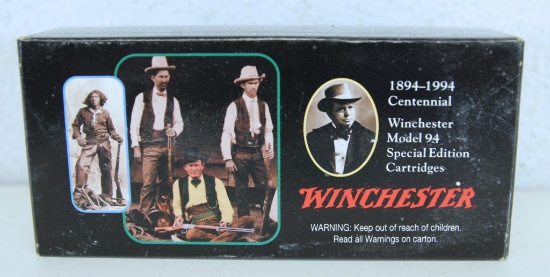 1894–1994
Centennial
Winchester
Model 94
Special Edition
Cartridges
WINCHESTER
WARNING: Keep out of reach of children.
Read all Warnings on carton.